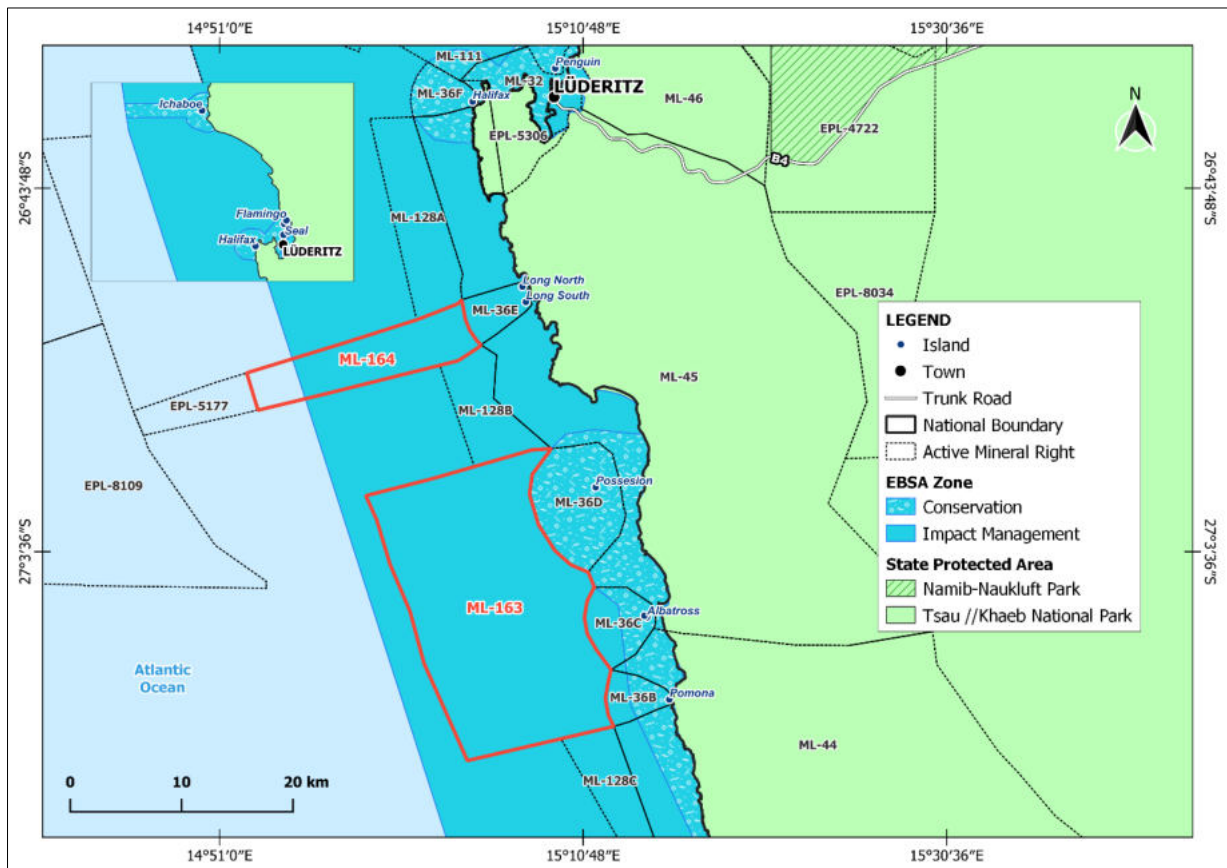 14°51′0″E
15°10′48″E
15°30′36″E
ML-111
Penguin
ML-32
ML-36F
Halifax
LÜDERITZ
ML-46
Ichaboe
EPL-5306
EPL-4722
N
B4
26°43′48″S
26°43′48″S
ML-128A
Flamingo
Seal
Halifax
LÜDERITZ
Long North
Long South
ML-36E
EPL-8034
ML-164
ML-45
EPL-5177
ML-128B
EPL-8109
Possesion
ML-36D
27°3′36″S
27°3′36″S
ML-163
Albatross
ML-36C
Atlantic
Ocean
Pomona
ML-36B
ML-44
ML-128C
LEGEND
Island
Town
Trunk Road
National Boundary
Active Mineral Right
EBSA Zone
Conservation
Impact Management
State Protected Area
Namib-Naukluft Park
Tsau //Khaeb National Park
0
10
20 km
14°51′0″E
15°10′48″E
15°30′36″E